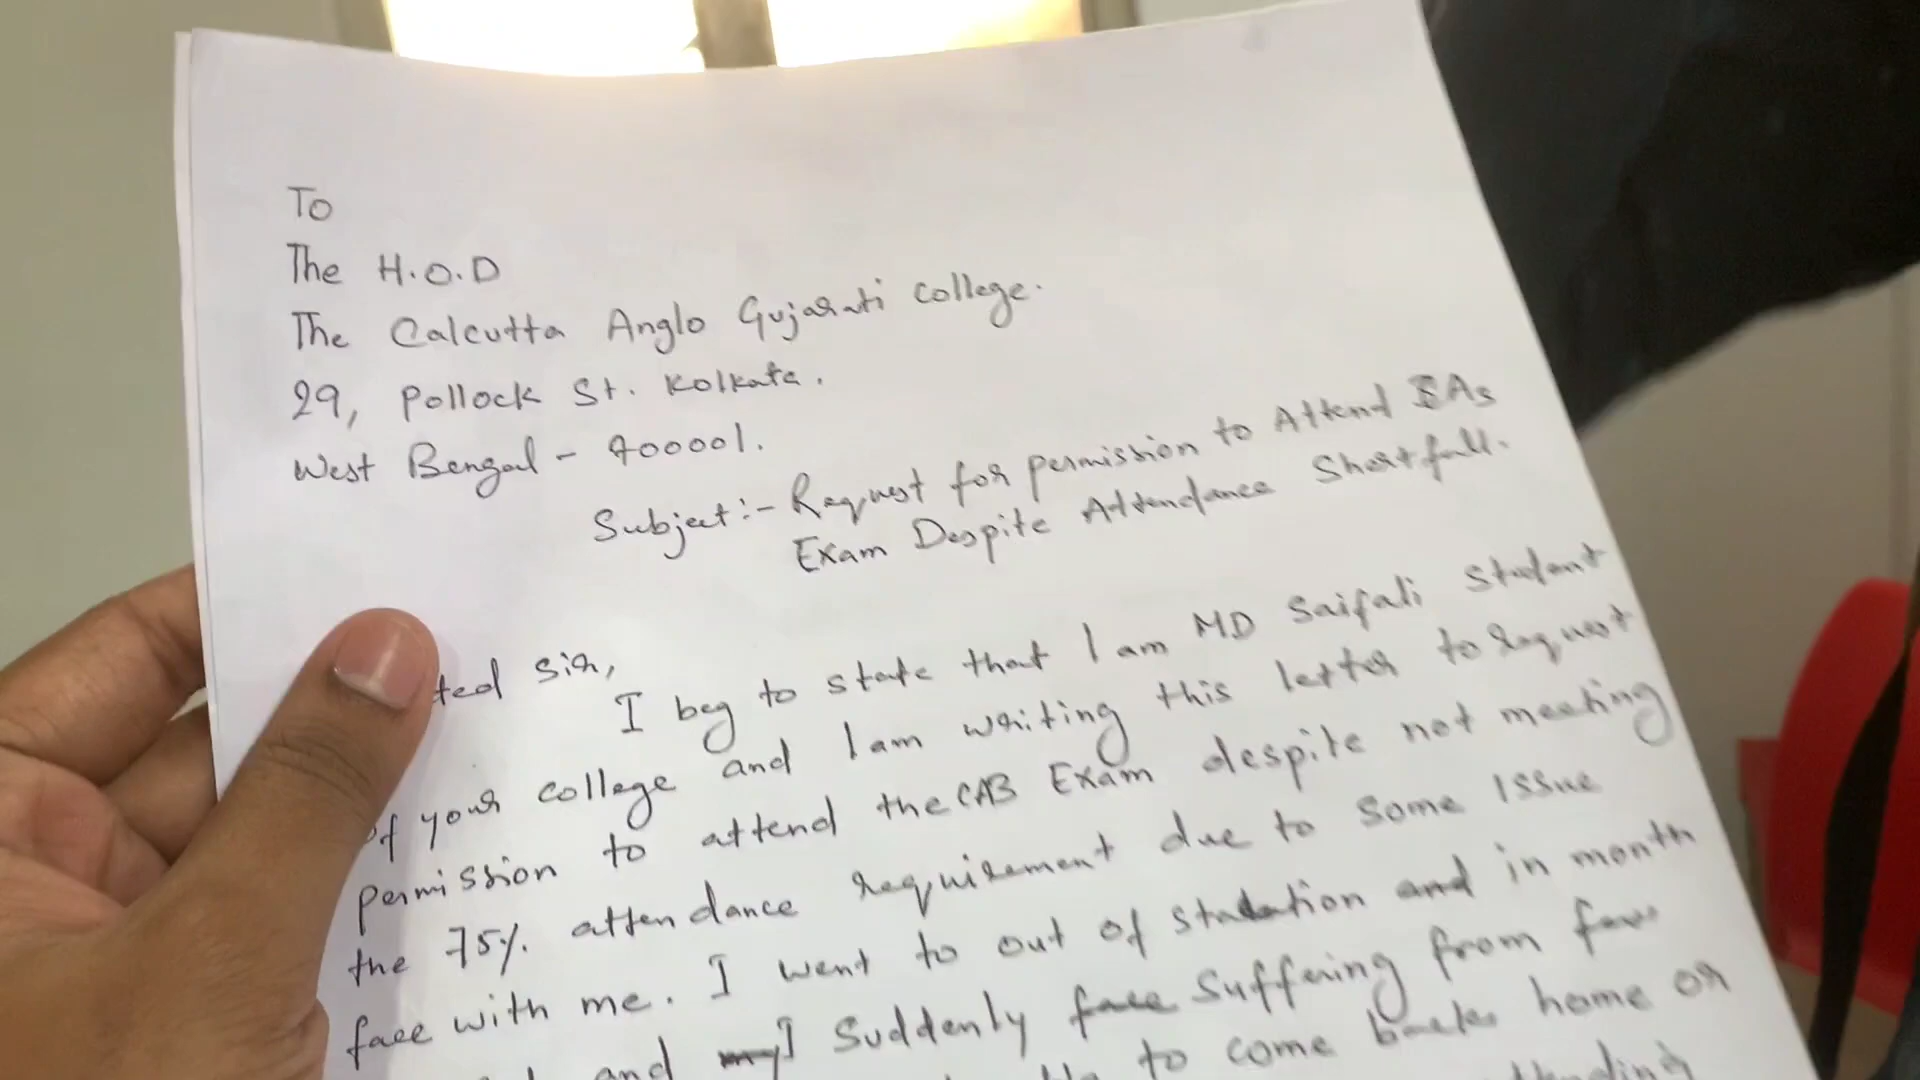 To
The H.O.D
The Calcutta Anglo Gujarati College.
29, Pollock St. Kolkata.
West Bengal - 700001.
Subject:- Request for permission to Attend SAs
Exam Despite Attendance Shortfall.
ted Sir,
I beg to state that I am MD Saifali student
of your college and I am writing this letter to request
permission to attend the CAB Exam despite not meeting
the 75% attendance requirement due to some issue
face with me. I went to out of and in month
and I Suddenly suffering from
to come home or